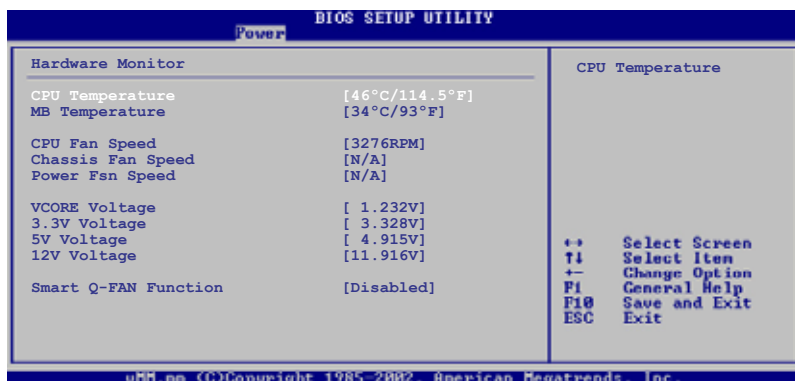 BIOS SETUP UTILITY
Power
Hardware Monitor
CPU Temperature [46°C/114.5°F]
MB Temperature [34°C/93°F]
CPU Fan Speed [3276RPM]
Chassis Fan Speed [N/A]
Power Fsn Speed [N/A]
VCORE Voltage [ 1.232V]
3.3V Voltage [ 3.328V]
5V Voltage [ 4.915V]
12V Voltage [11.916V]
Smart Q-FAN Function [Disabled]
CPU Temperature
↔ Select Screen
↑↓ Select Item
+- Change Option
F1 General Help
F10 Save and Exit
ESC Exit
(C)Copyright 1985-2002, American Megatrends, Inc.